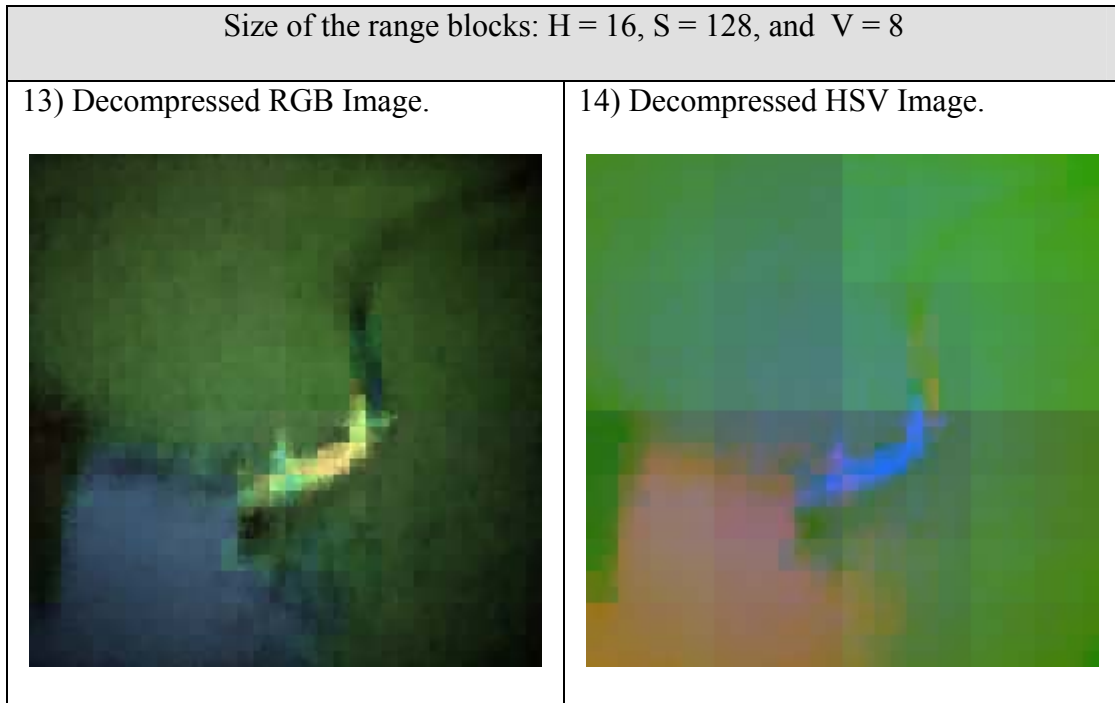 Size of the range blocks: H = 16, S = 128, and V = 8
13) Decompressed RGB Image.
14) Decompressed HSV Image.